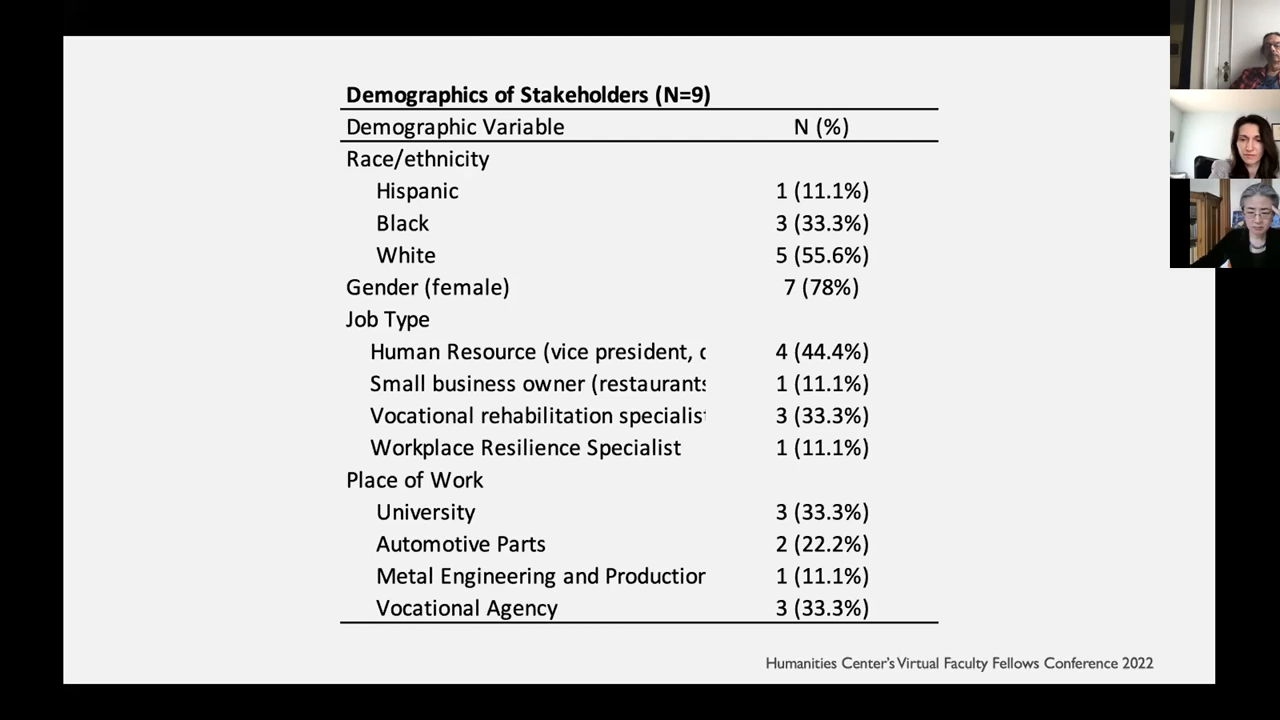 Demographics of Stakeholders (N=9)
Demographic Variable N (%)
Race/ethnicity
Hispanic 1 (11.1%)
Black 3 (33.3%)
White 5 (55.6%)
Gender (female) 7 (78%)
Job Type
Human Resource (vice president, 4 (44.4%)
Small business owner (restaurants 1 (11.1%)
Vocational rehabilitation specialist 3 (33.3%)
Workplace Resilience Specialist 1 (11.1%)
Place of Work
University 3 (33.3%)
Automotive Parts 2 (22.2%)
Metal Engineering and Production 1 (11.1%)
Vocational Agency 3 (33.3%)
Humanities Center's Virtual Faculty Fellows Conference 2022